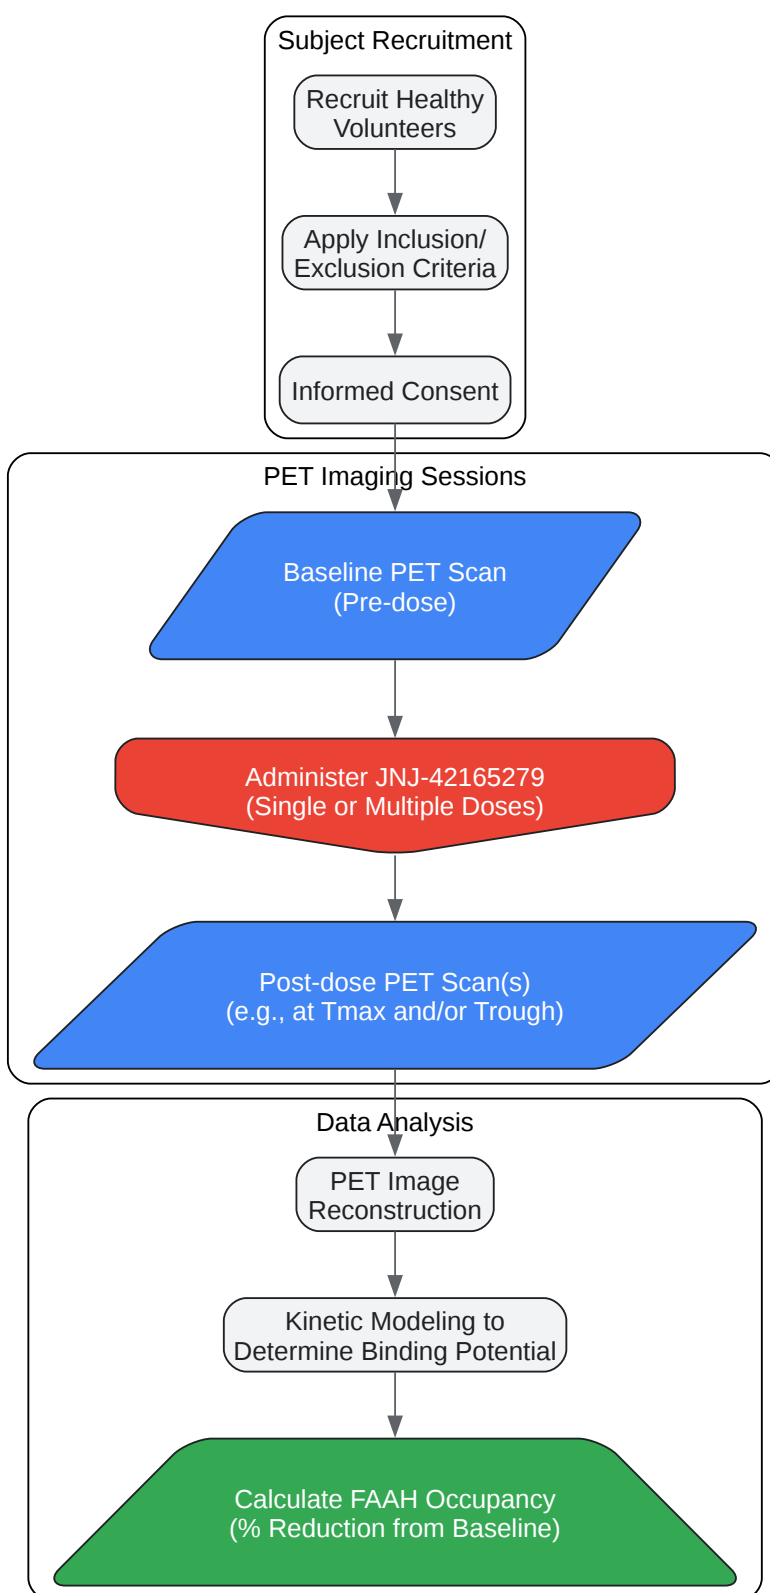 Subject Recruitment
Recruit Healthy
Volunteers
Apply Inclusion/
Exclusion Criteria
Informed Consent
PET Imaging Sessions
Baseline PET Scan
(Pre-dose)
Administer JNJ-42165279
(Single or Multiple Doses)
Post-dose PET Scan(s)
(e.g., at Tmax and/or Trough)
Data Analysis
PET Image
Reconstruction
Kinetic Modeling to
Determine Binding Potential
Calculate FAAH Occupancy
(% Reduction from Baseline)